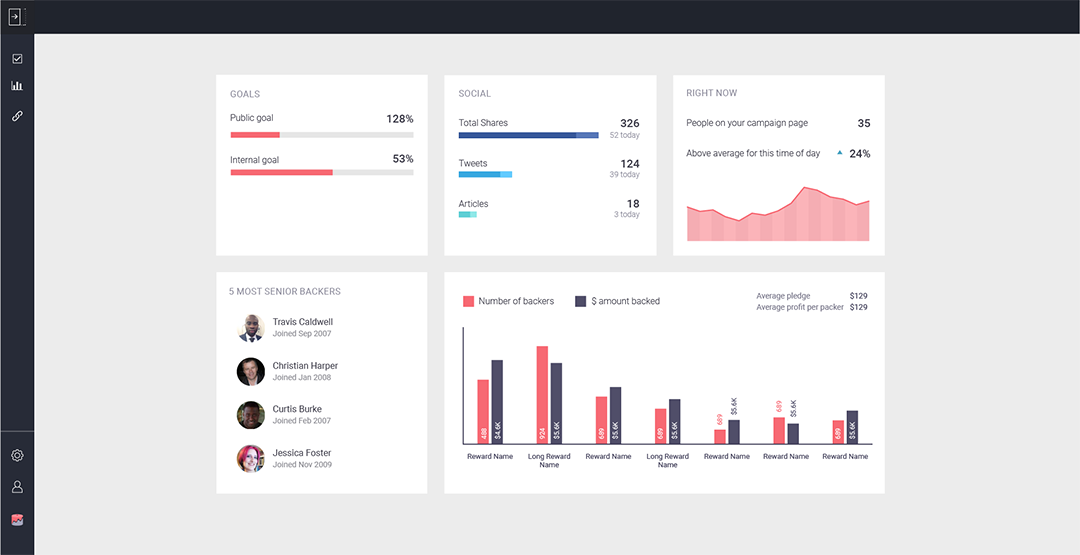 GOALS
Public goal 128%
Internal goal 53%
SOCIAL
Total Shares 326
52 today
Tweets 124
39 today
Articles 18
3 today
RIGHT NOW
People on your campaign page 35
Above average for this time of day 24%
5 MOST SENIOR BACKERS
Travis Caldwell
Joined Sep 2007
Christian Harper
Joined Jan 2008
Curtis Burke
Joined Feb 2007
Jessica Foster
Joined Nov 2009
Number of backers $ amount backed
Average pledge $129
Average profit per packer $129
488 $4.6K 924 $5.6K 689 $5.6K 689 $5.6K 689 $5.6K 689 $5.6K 689 $5.6K
Reward Name Long Reward Reward Name Long Reward Reward Name Reward Name Reward Name
Name Name